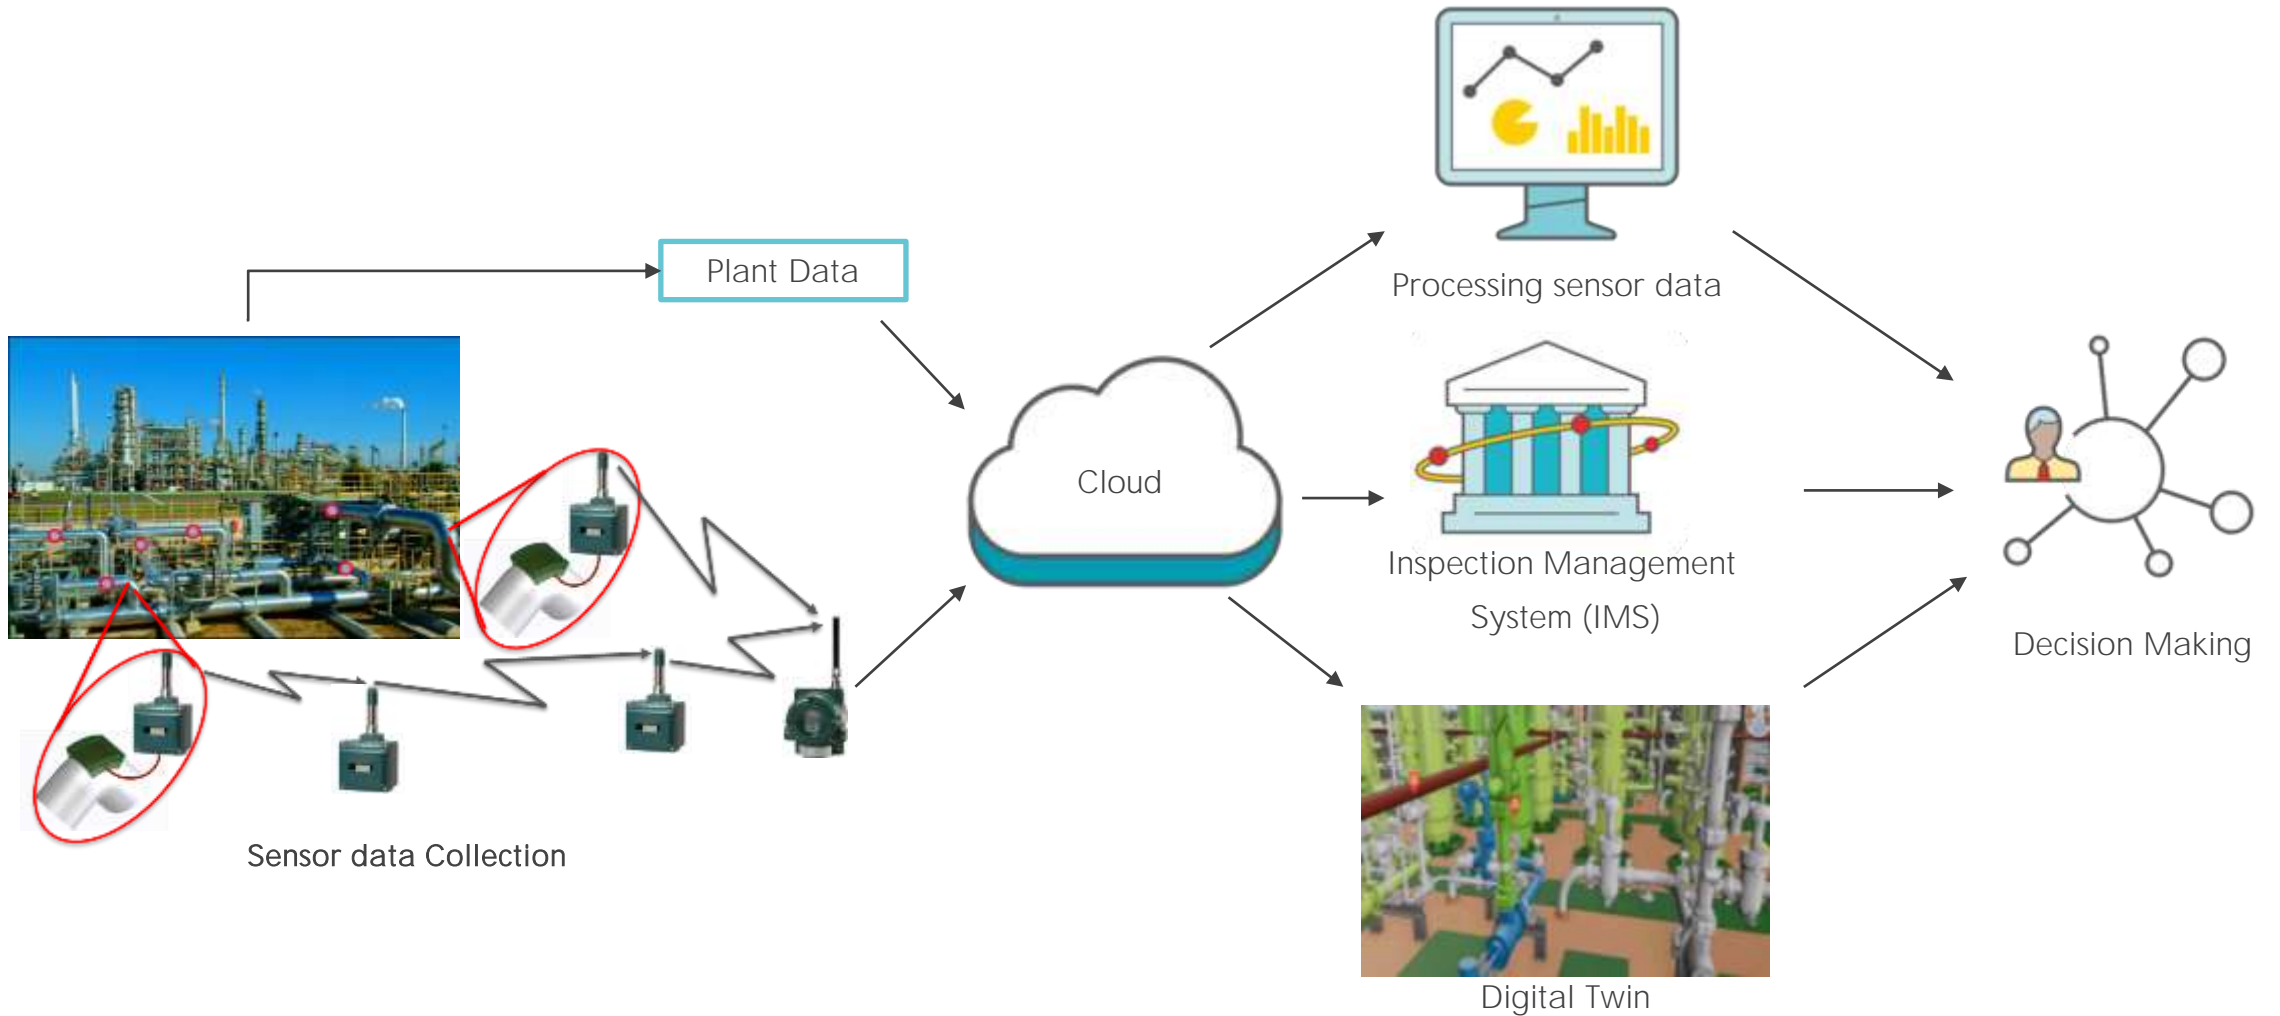 Plant Data
Processing sensor data
Cloud
Inspection Management
System (IMS)
Decision Making
Sensor data Collection
Digital Twin